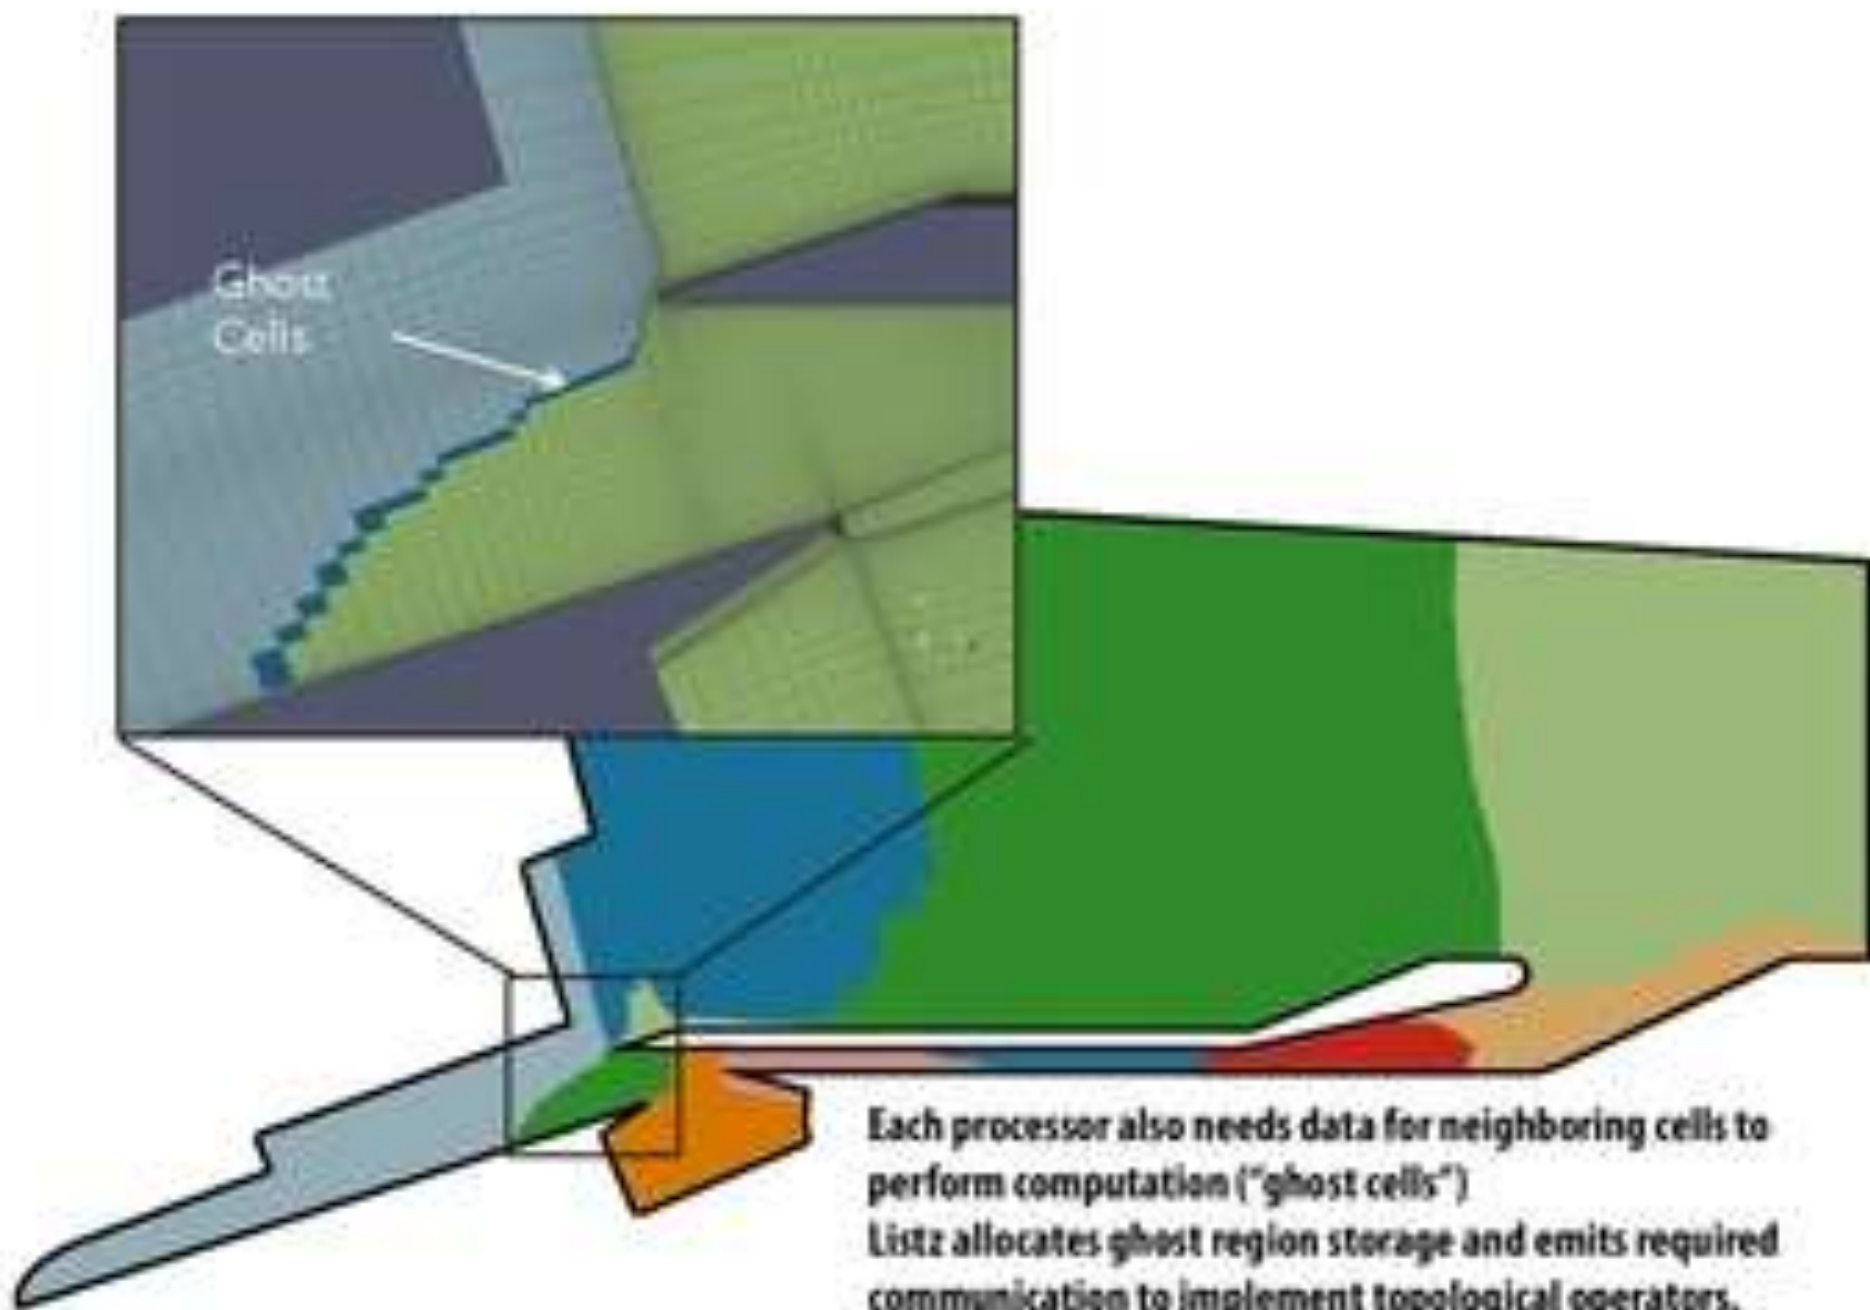 Ghost
Cells
Each processor also needs data for neighboring cells to
perform computation ("ghost cells")
Listz allocates ghost region storage and emits required
communication to implement topological operators.